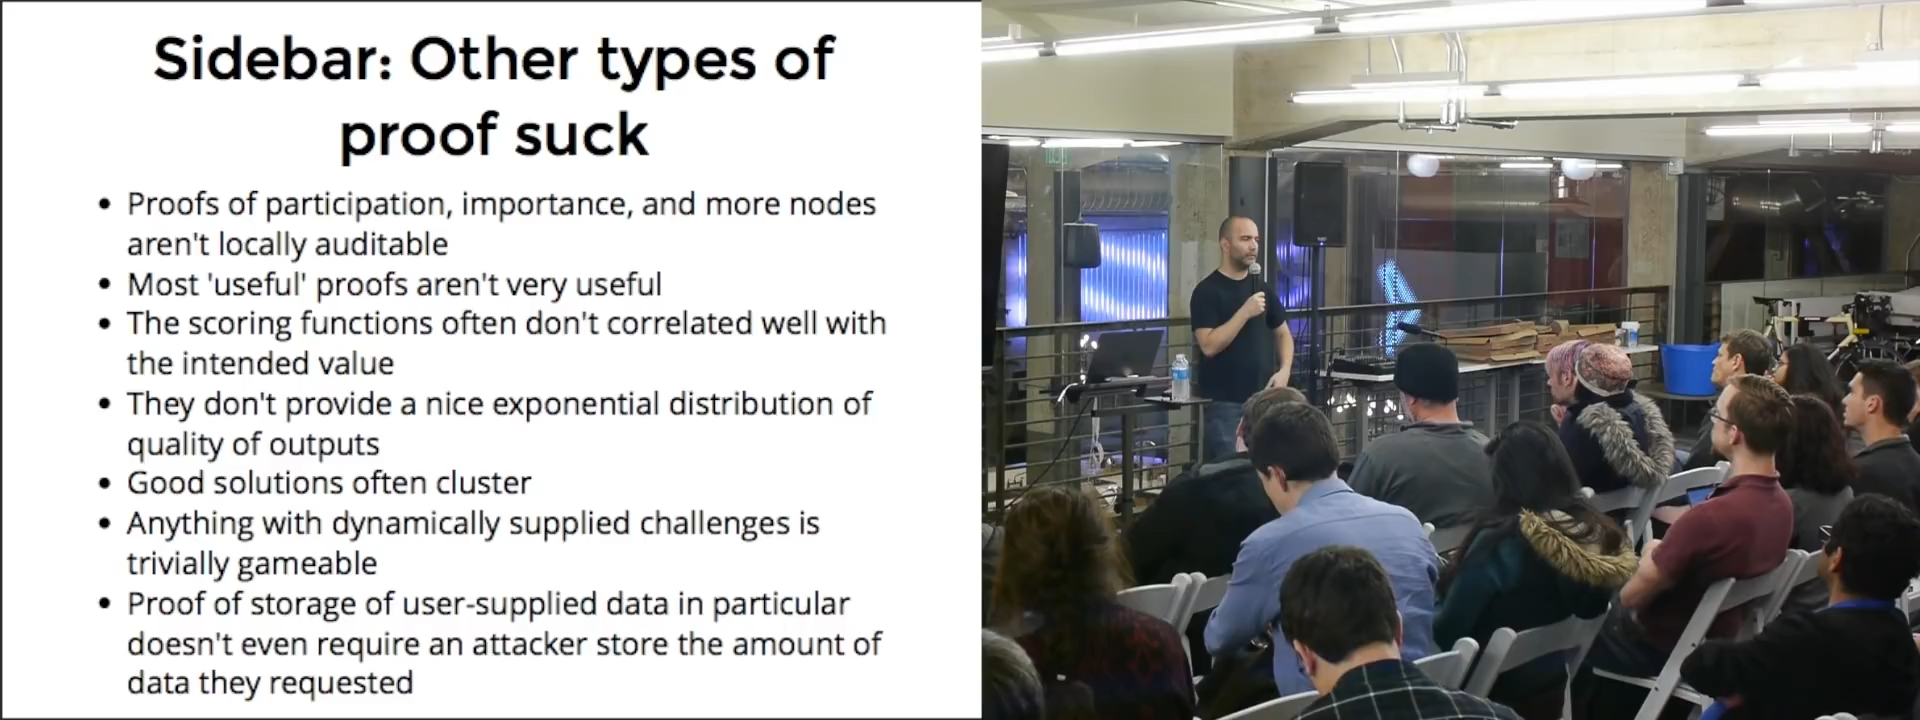 Sidebar: Other types of
proof suck
• Proofs of participation, importance, and more nodes
aren't locally auditable
• Most 'useful' proofs aren't very useful
• The scoring functions often don't correlated well with
the intended value
• They don't provide a nice exponential distribution of
quality of outputs
• Good solutions often cluster
• Anything with dynamically supplied challenges is
trivially gameable
• Proof of storage of user-supplied data in particular
doesn't even require an attacker store the amount of
data they requested